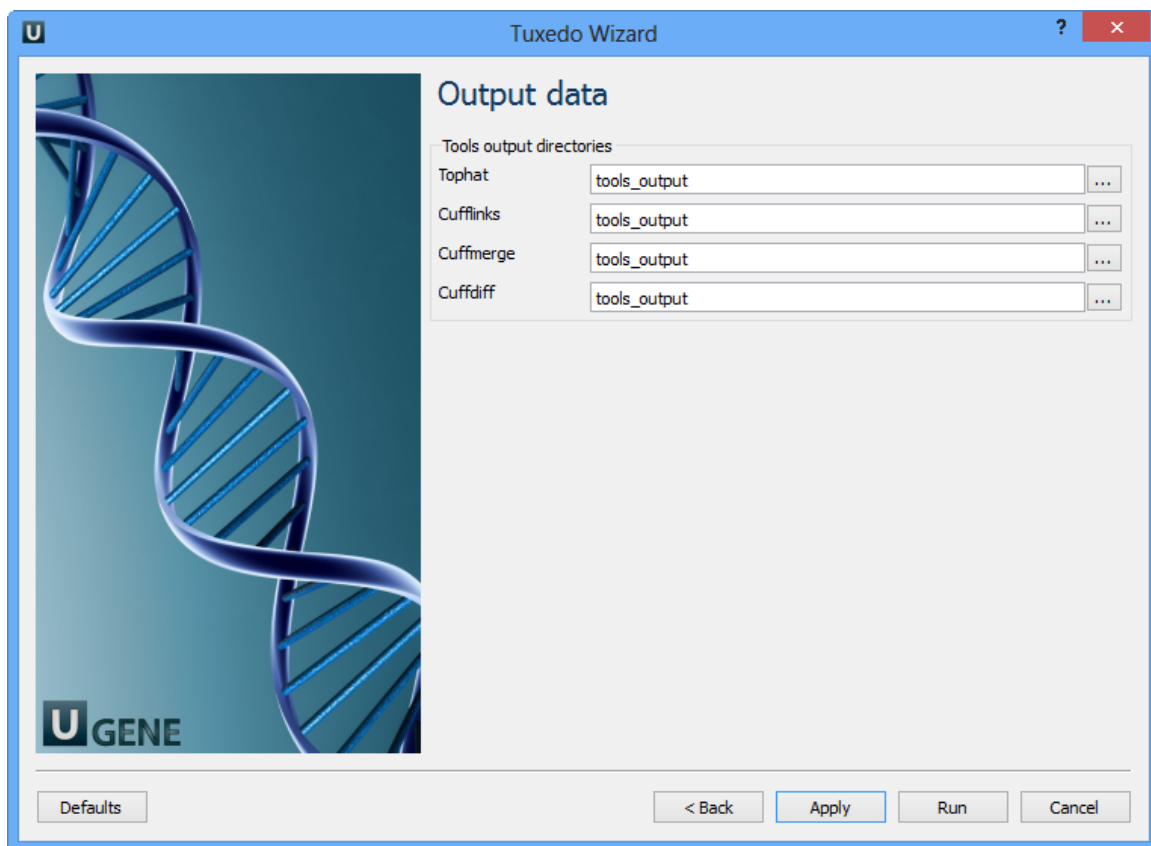 U
Tuxedo Wizard
?
Output data
Tools output directories
Tophat
tools_output
...
Cufflinks
tools_output
...
Cuffmerge
tools_output
...
Cuffdiff
tools_output
...
U GENE
Defaults
< Back
Apply
Run
Cancel